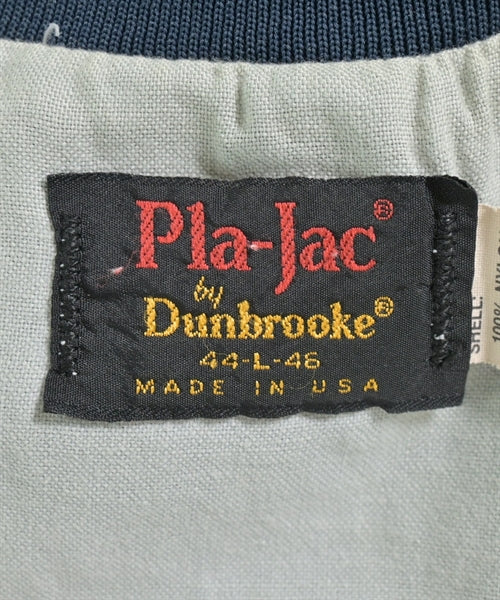 Pla-Jac®
by
Dunbrooke®
44-L-46
MADE IN USA
SHELL:
100%